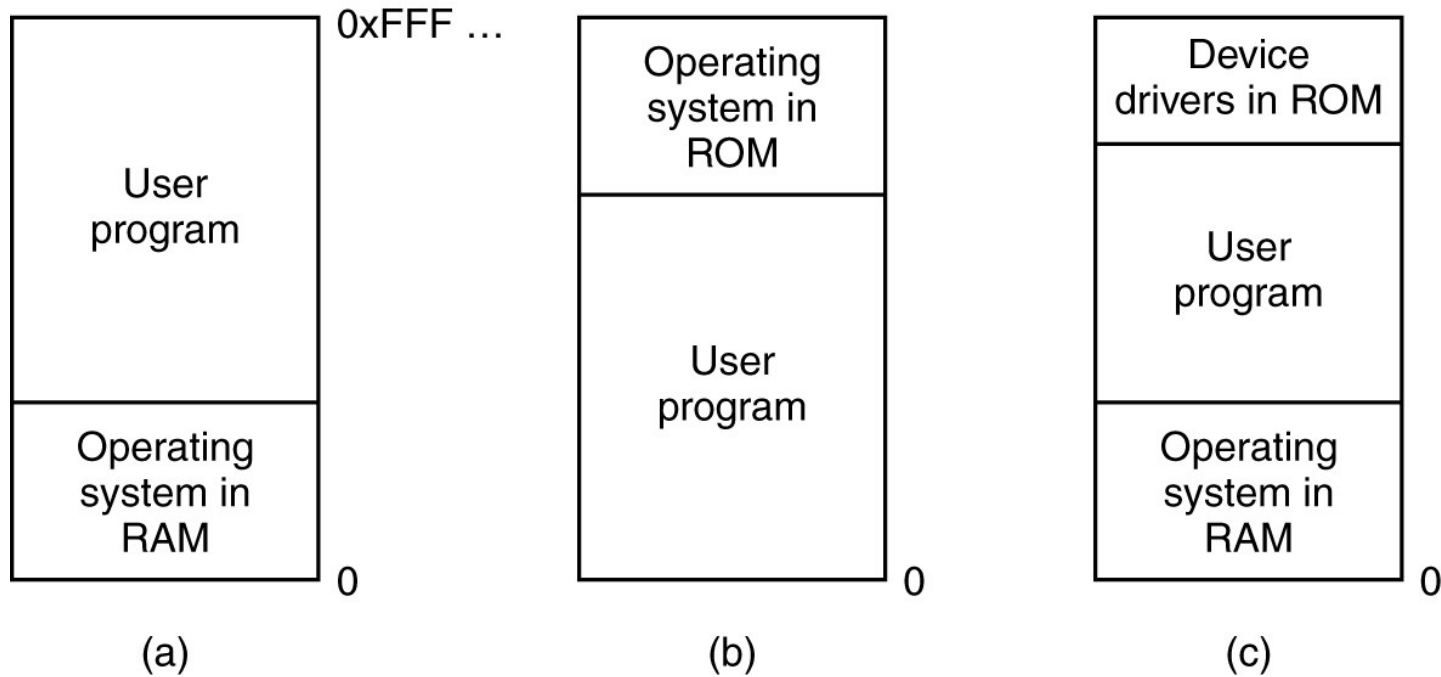 User
program
Operating
system in
RAM
0xFFF …
0
(a)
Operating
system in
ROM
User
program
0
(b)
Device
drivers in ROM
User
program
Operating
system in
RAM
0
(c)